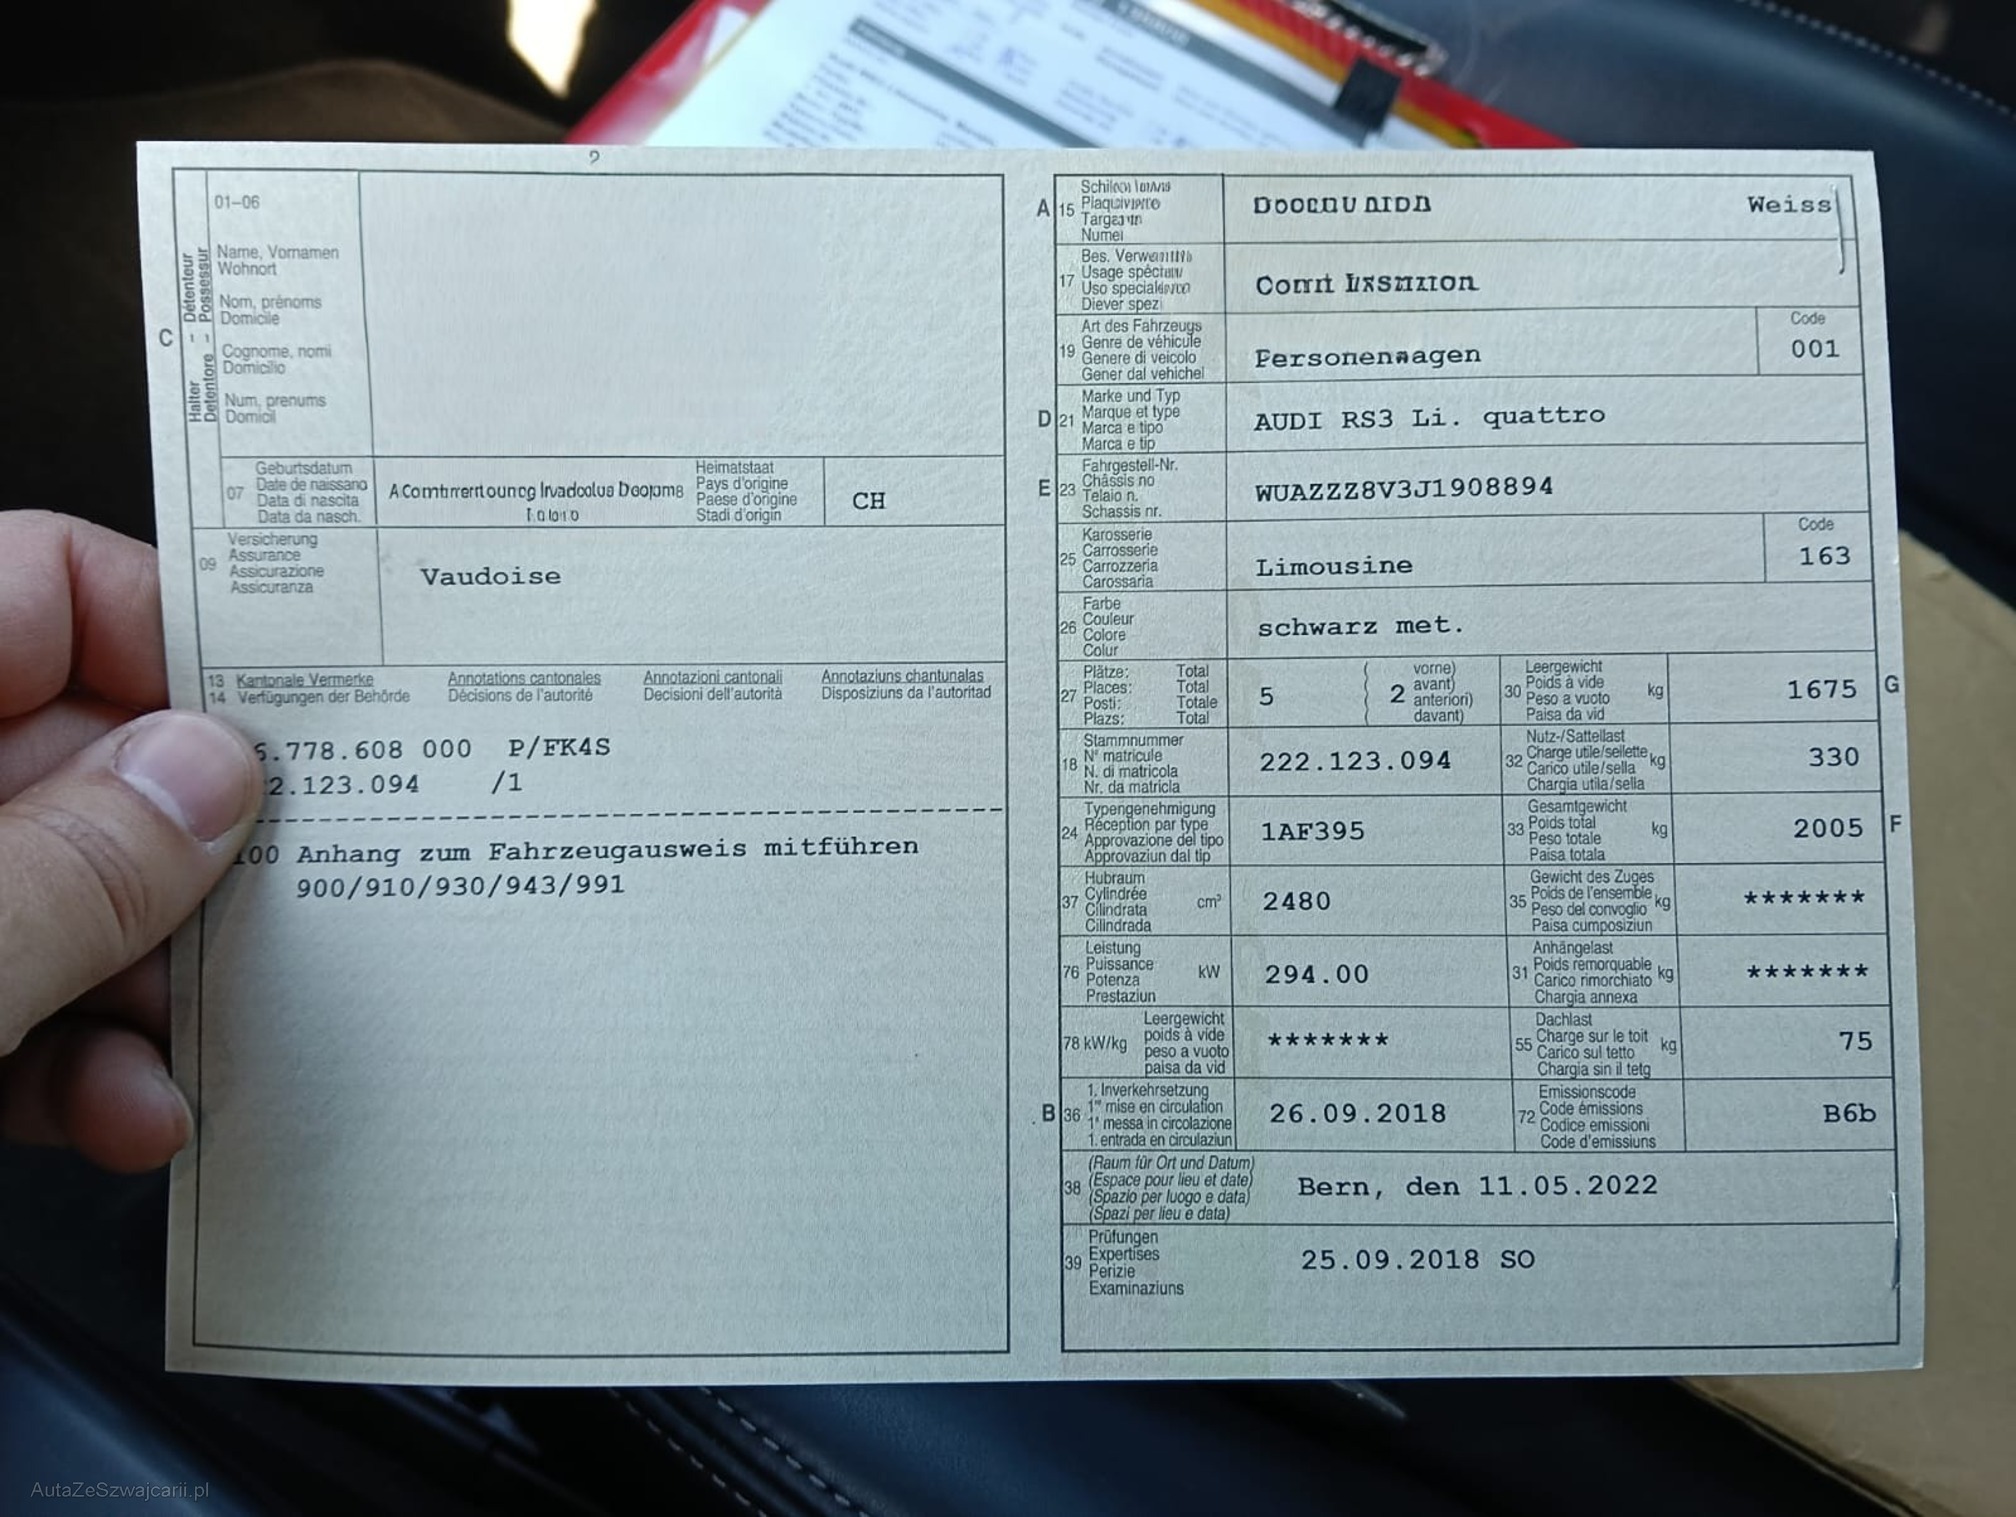 01–06
Name, Vornamen
Wohnort
Nom, prénoms
Domicile
Cognome, nomi
Domicilio
Num, prenums
Domicil
C
Halter – Détenteur
Detentore – Possessur
07
Geburtsdatum
Data di nascita
Data da nasch.
Heimatstaat
Pays d'origine
Paese d'origine
Stadi d'origin
CH
09
Versicherung
Assurance
Assicurazione
Assicuranza
Vaudoise
13 Kantonale Vermerke Annotations cantonales Annotazioni cantonali Annotaziuns chantunalas
14 Verfügungen der Behörde Décisions de l'autorité Decisioni dell'autorità Disposiziuns da l'autoritad
.778.608 000 P/FK4S
2.123.094 /1
00 Anhang zum Fahrzeugausweis mitführen
900/910/930/943/991
A 15
Weiss
17
Art des Fahrzeugs
19 Genre de véhicule
Genere di veicolo
Gener dal vehichel
Code
001
Marke und Typ
D 21 Marque et type
Marca e tipo
Marca e tip
AUDI RS3 Li. quattro
Fahrgestell-Nr.
E 23 Châssis no
Telaio n.
Schassis nr.
WUAZZZ8V3J1908894
Karosserie
25 Carrosserie
Carrozzeria
Carossaria
Limousine
Code
163
Farbe
26 Couleur
Colore
Colur
schwarz met.
Plätze: Total
27 Places: Total
Posti: Totale
Plazs: Total
5
( 2 vorne)
avant)
anteriori)
davant)
Leergewicht
30 Poids à vide kg
Peso a vuoto
Paisa da vid
1675 G
Stammnummer
18 N° matricule
N. di matricola
Nr. da matricla
222.123.094
Nutz-/Sattellast
32 Charge utile/sellette kg
Carico utile/sella
Chargia utila/sella
330
Typengenehmigung
24 Réception par type
Approvazione del tipo
Approvaziun dal tip
1AF395
Gesamtgewicht
33 Poids total kg
Peso totale
Paisa totala
2005 F
Hubraum
37 Cylindrée cm³
Cilindrata
Cilindrada
2480
Gewicht des Zuges
35 Poids de l'ensemble kg
Peso del convoglio
Paisa cumposiziun
*******
Leistung
76 Puissance kW
Potenza
Prestaziun
294.00
Anhängelast
31 Poids remorquable kg
Carico rimorchiato
Chargia annexa
*******
78 kW/kg
Leergewicht
poids à vide
peso a vuoto
paisa da vid
*******
Dachlast
55 Charge sur le toit kg
Carico sul tetto
Chargia sin il tetg
75
1. Inverkehrsetzung
B 36 1re mise en circulation
1a messa in circolazione
1. entrada en circulaziun
26.09.2018
Emissionscode
72 Code émissions
Codice emissioni
Code d'emissiuns
B6b
(Raum für Ort und Datum)
38 (Espace pour lieu et date)
(Spazio per luogo e data)
(Spazi per lieu e data)
Bern, den 11.05.2022
Prüfungen
39 Expertises
Perizie
Examinaziuns
25.09.2018 SO
AutaZeSzwajcarii.pl